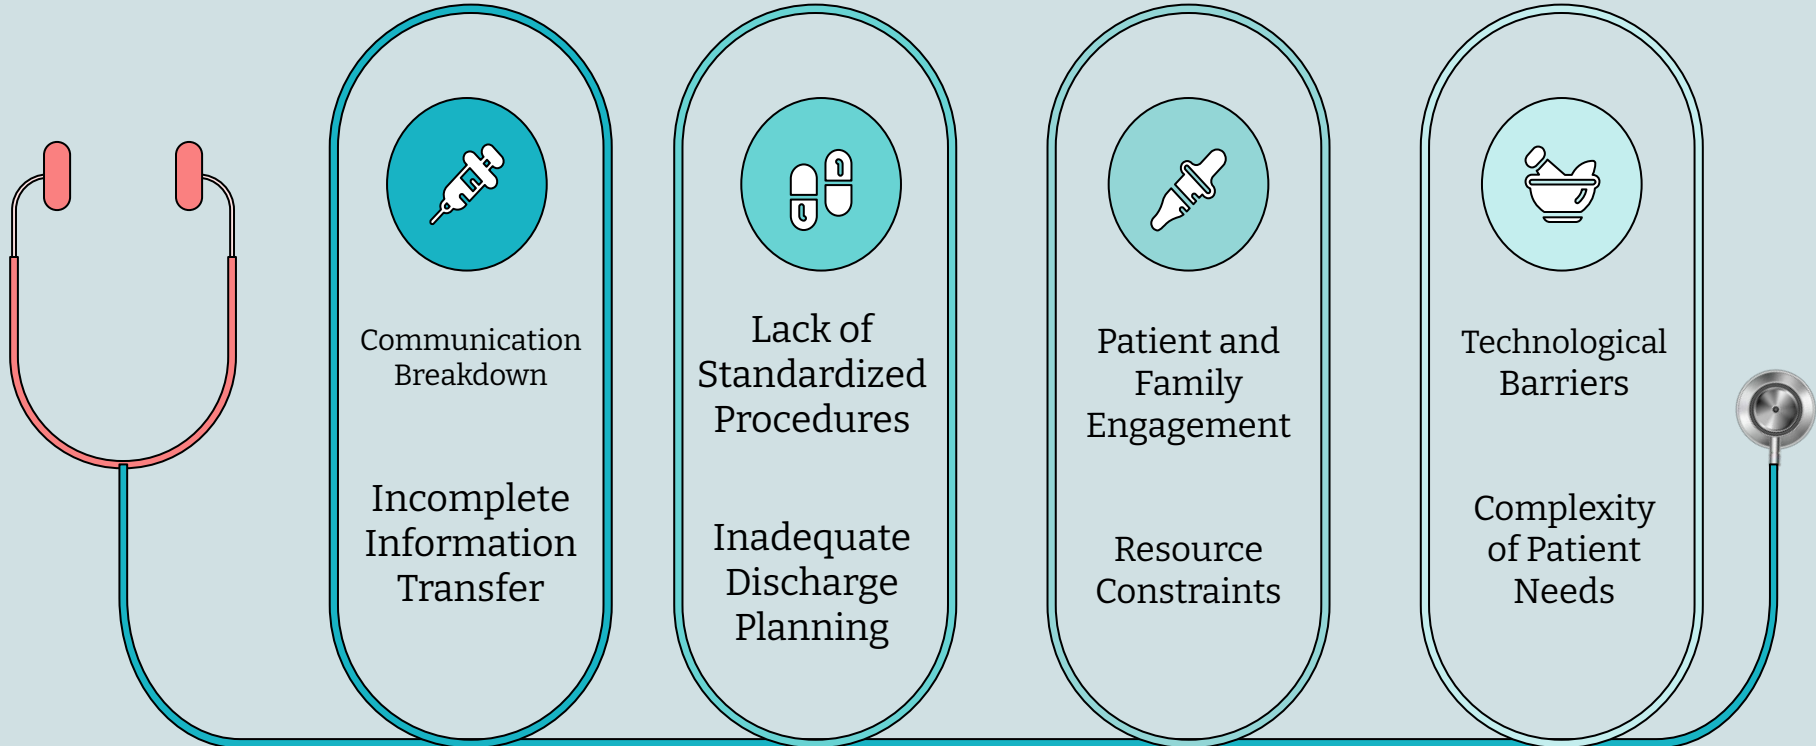 Communication
Breakdown
Incomplete
Information
Transfer
Lack of
Standardized
Procedures
Inadequate
Discharge
Planning
Patient and
Family
Engagement
Resource
Constraints
Technological
Barriers
Complexity
of Patient
Needs